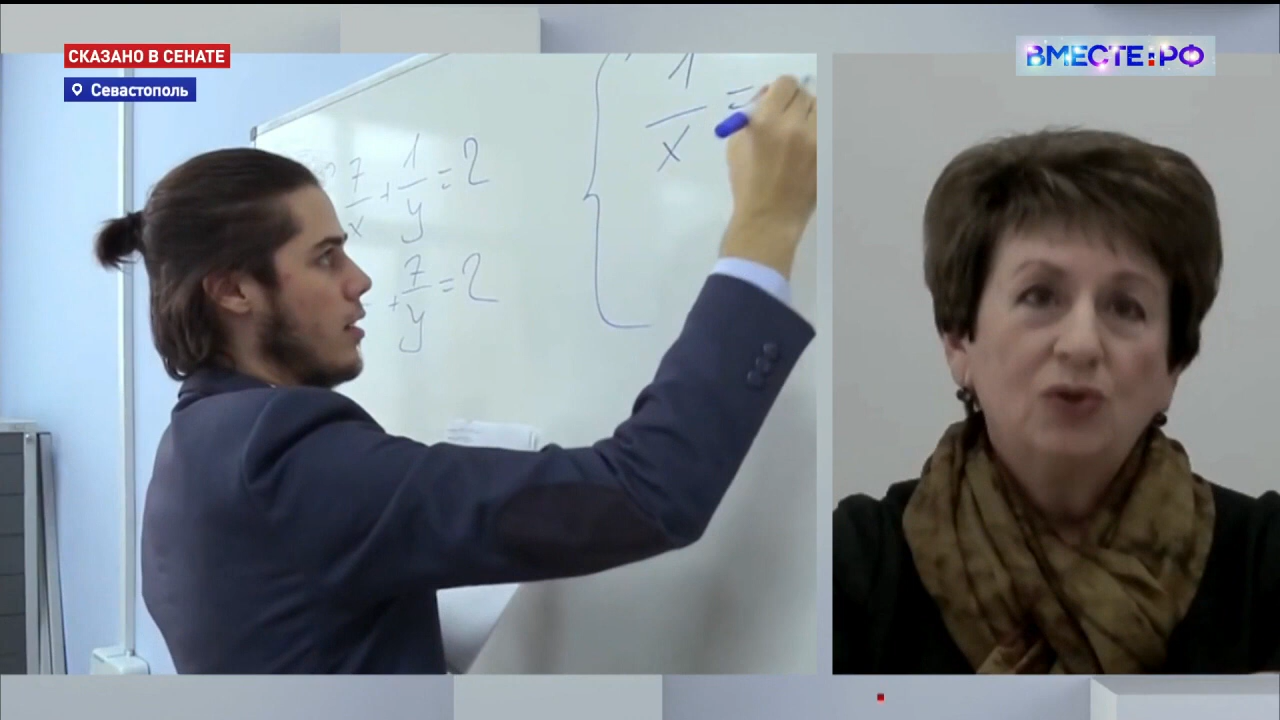 СКАЗАНО В СЕНАТЕ
Севастополь
ВМЕСТЕ:РФ
7/x + 1/y = 2
+ 7/y = 2
1/x =